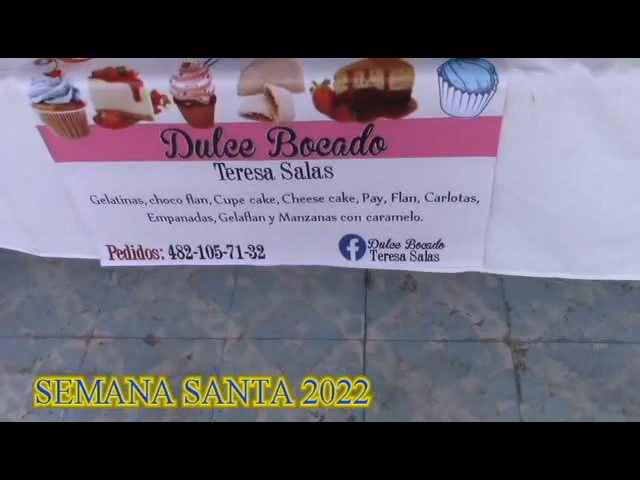 Dulce Bocado
Teresa Salas
Gelatinas, choco flan, Cupe cake, Cheese cake, Pay, Flan, Carlotas,
Empanadas, Gelaflan y Manzanas con caramelo.
Pedidos: 482-105-71-32
Dulce Bocado
Teresa Salas
SEMANA SANTA 2022